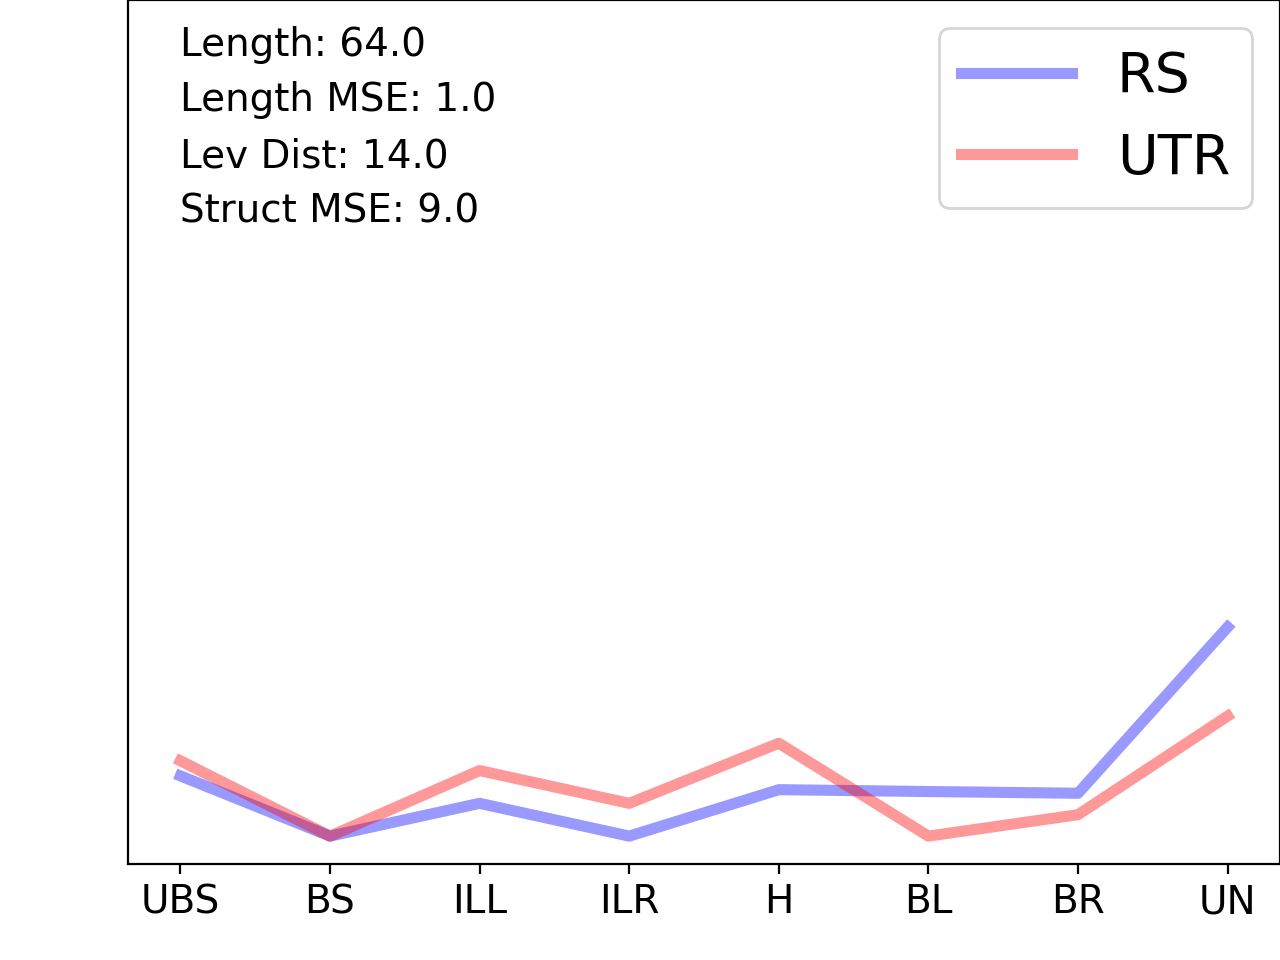 Length: 64.0
Length MSE: 1.0
Lev Dist: 14.0
Struct MSE: 9.0
RS
UTR
UBS BS ILL ILR H BL BR UN